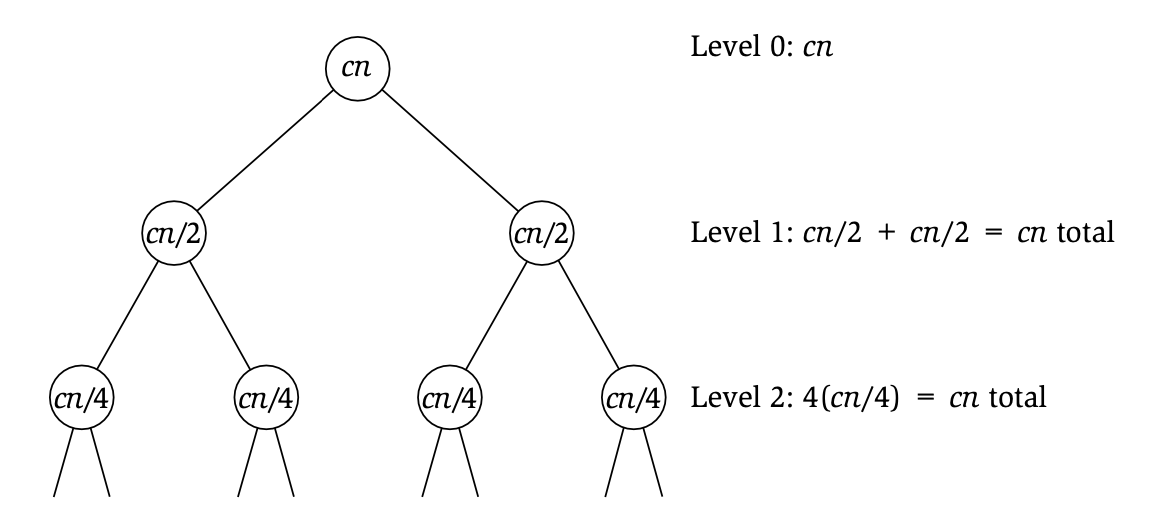 cn
Level 0: cn
cn/2
cn/2
Level 1: cn/2 + cn/2 = cn total
cn/4
cn/4
cn/4
cn/4
Level 2: 4(cn/4) = cn total